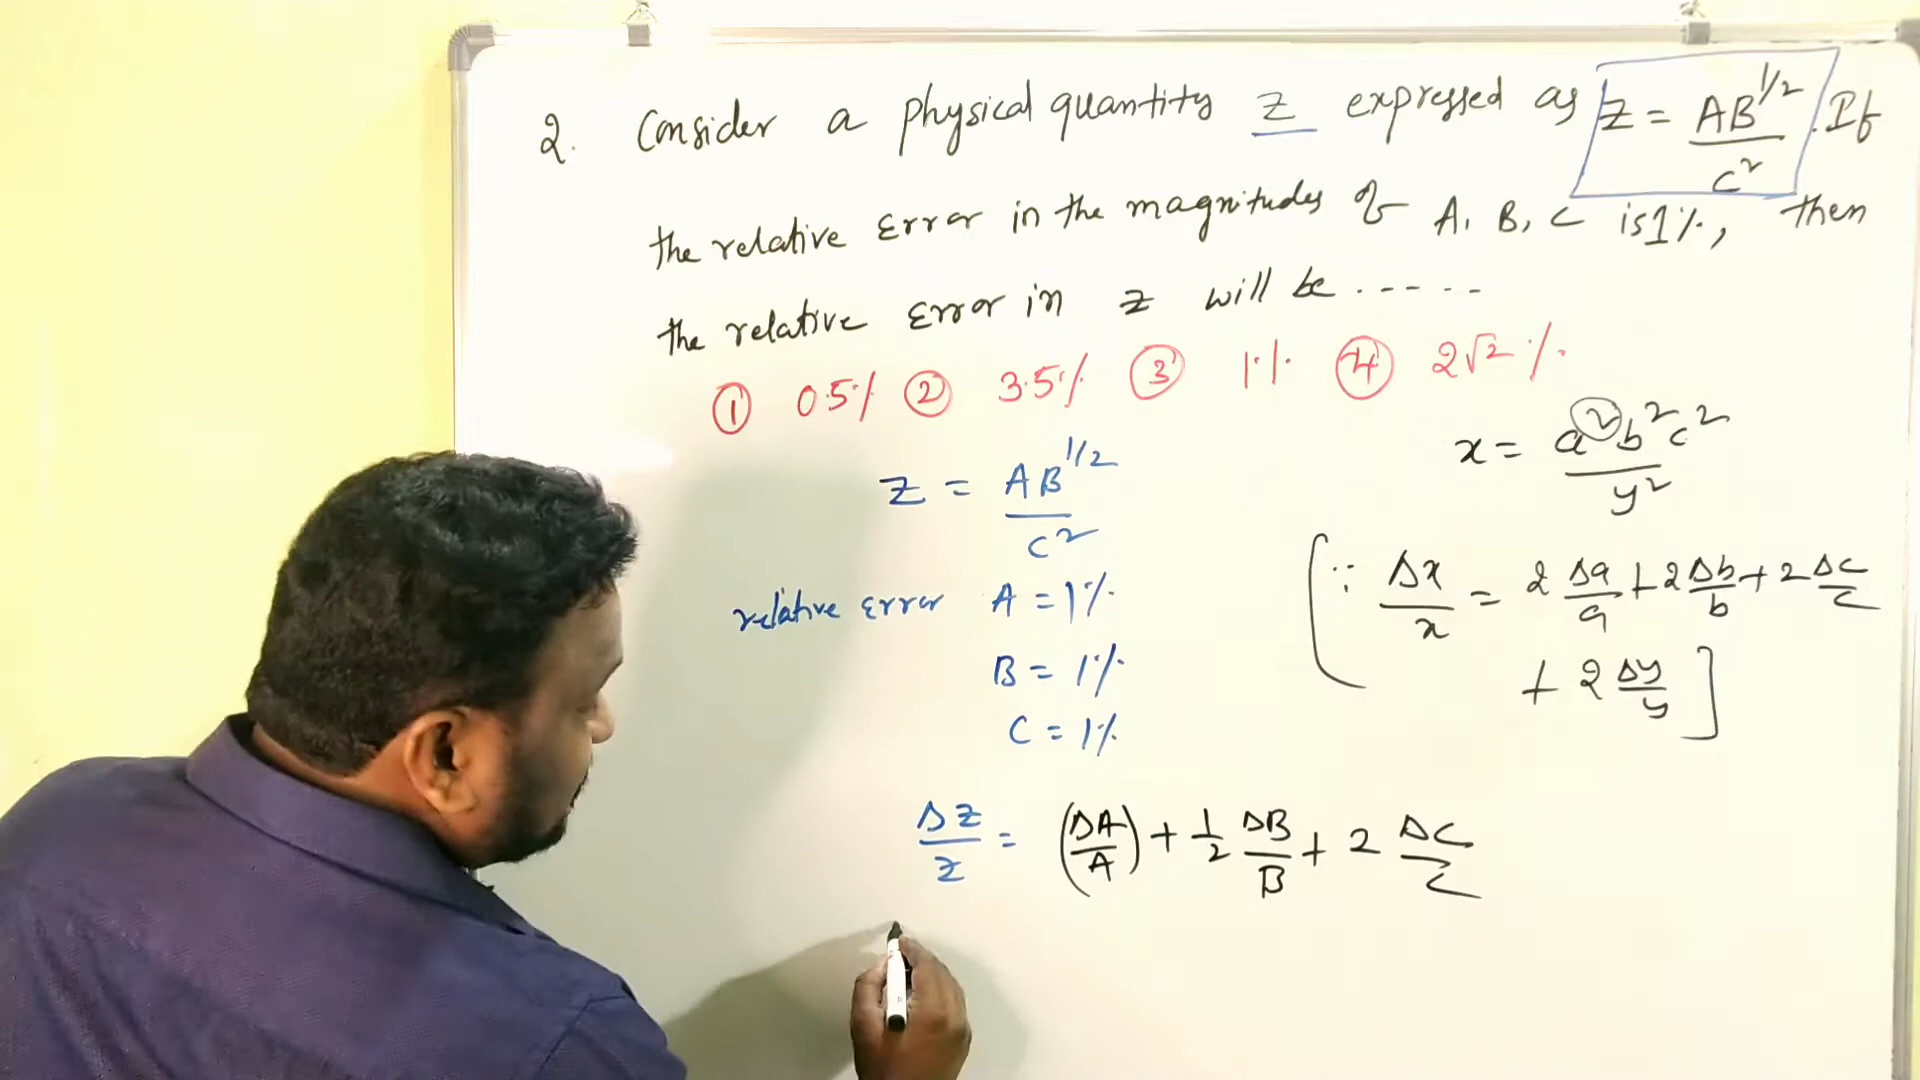 2. Consider a physical quantity z expressed as z = AB^1/2 / C^2 . If
the relative error in the magnitudes of A, B, C is 1%, then
the relative error in z will be -----
① 0.5% ② 3.5% ③ 1% ④ 2√2 %
z = AB^1/2 / C^2
relative error A = 1%
B = 1%
C = 1%
Δz/z = (ΔA/A) + 1/2 ΔB/B + 2 ΔC/C
x = a^2 b^2 c^2 / y^2
( ∵ Δx/x = 2 Δa/a + 2 Δb/b + 2 Δc/c
+ 2 Δy/y ]